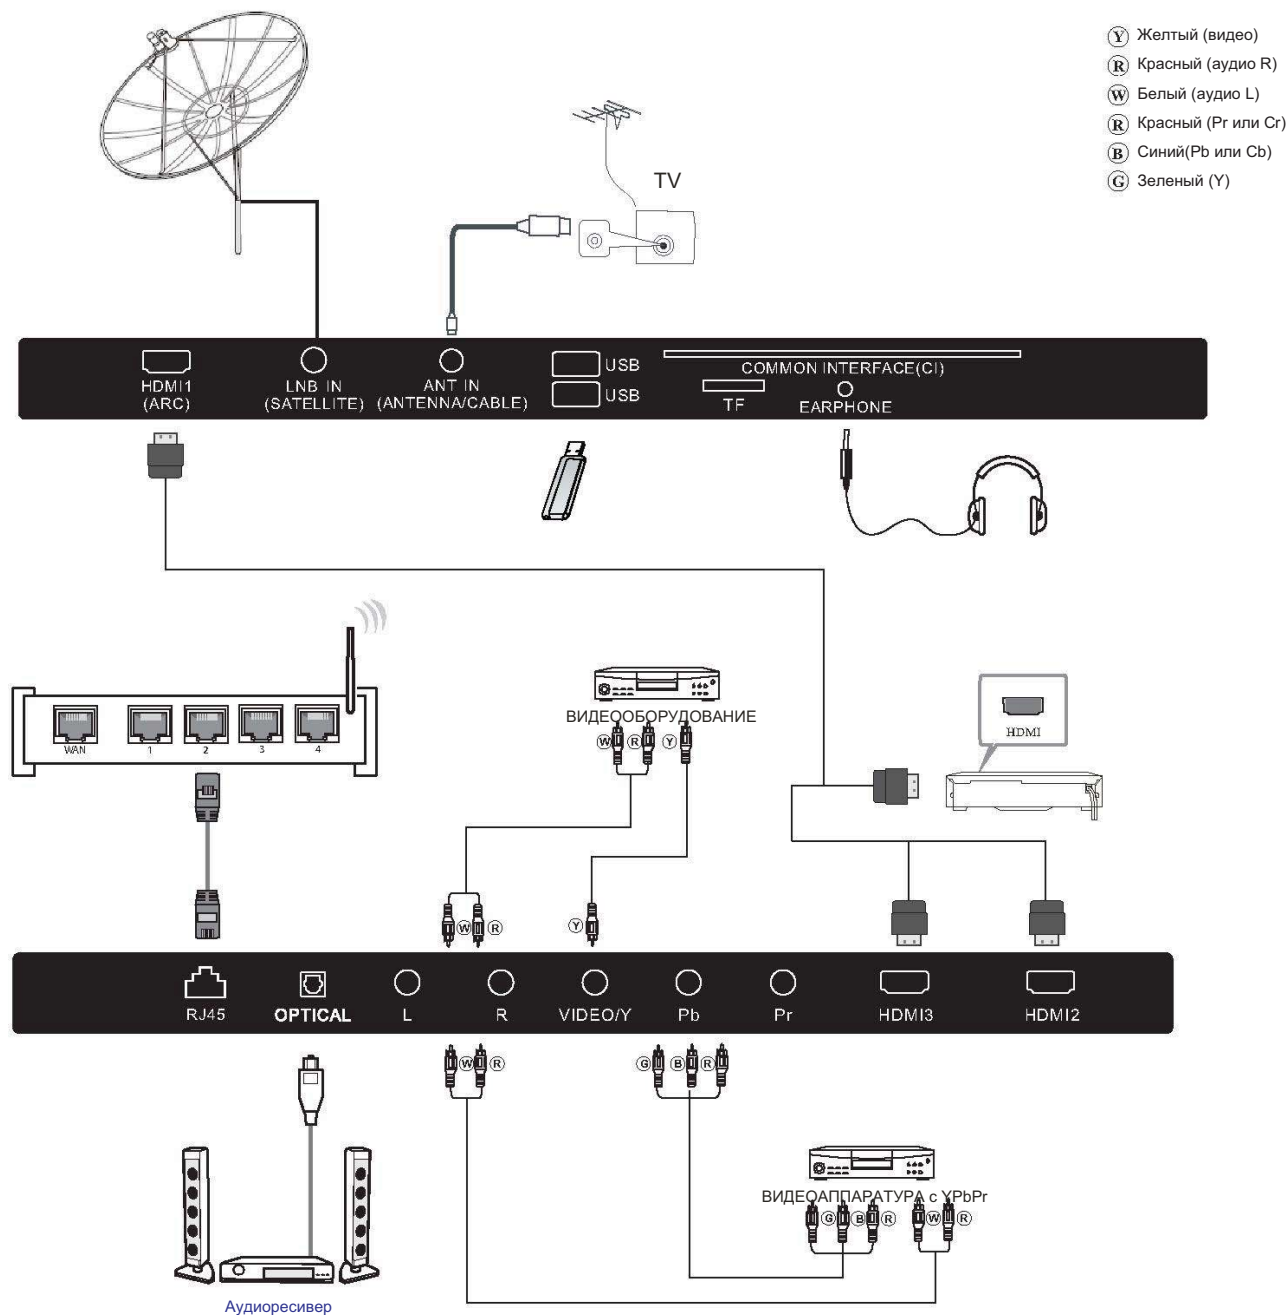 Ⓨ Желтый (видео)
Ⓡ Красный (аудио R)
Ⓦ Белый (аудио L)
Ⓡ Красный (Pr или Cr)
Ⓑ Синий(Pb или Cb)
Ⓖ Зеленый (Y)
TV
HDMI1
(ARC)
LNB IN
(SATELLITE)
ANT IN
(ANTENNA/CABLE)
USB
USB
COMMON INTERFACE(CI)
TF
EARPHONE
WAN 1 2 3 4
ВИДЕООБОРУДОВАНИЕ
Ⓦ Ⓡ Ⓨ
HDMI
Ⓦ Ⓡ Ⓨ
RJ45 OPTICAL L R VIDEO/Y Pb Pr HDMI3 HDMI2
Ⓦ Ⓡ Ⓖ Ⓑ Ⓡ
ВИДЕОАППАРАТУРА с YPbPr
Ⓖ Ⓑ Ⓡ Ⓦ Ⓡ
Аудиоресивер